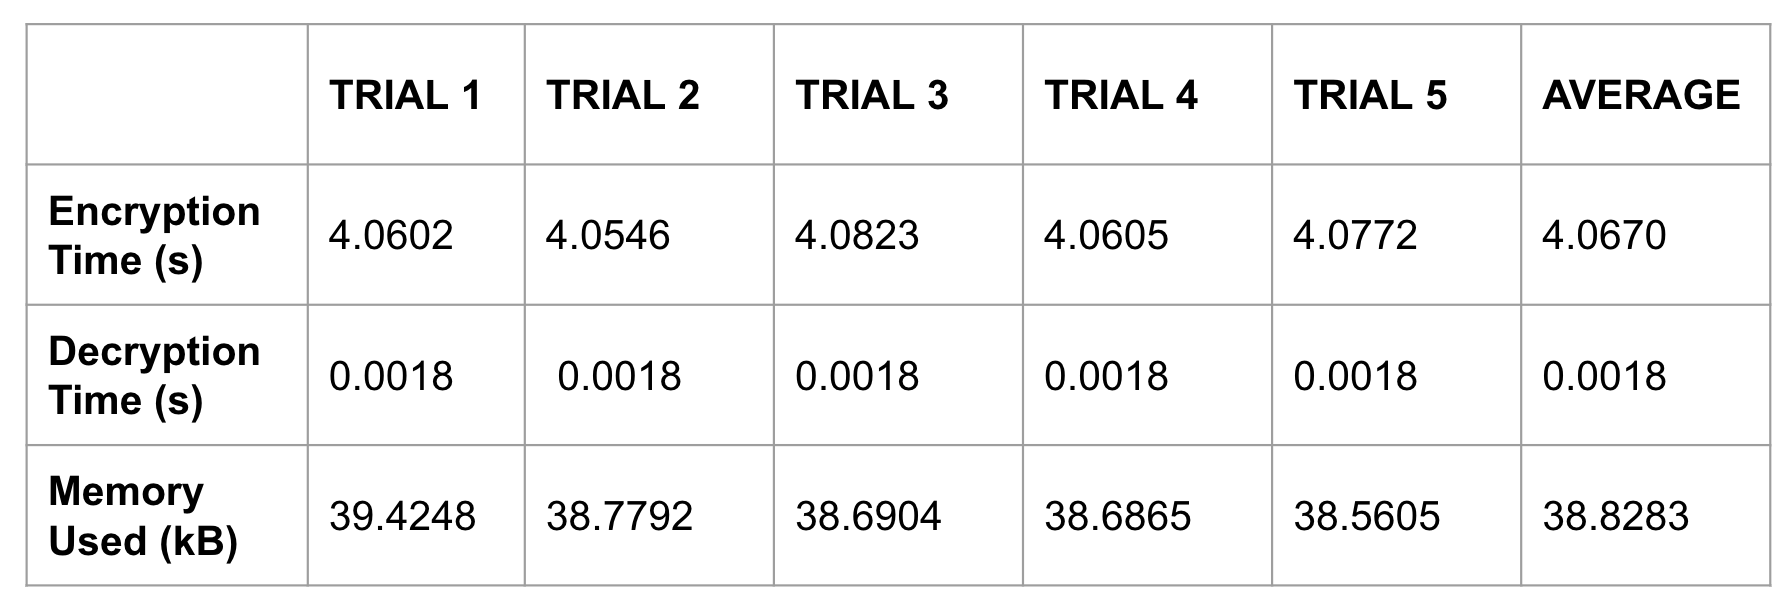 TRIAL 1 TRIAL 2 TRIAL 3 TRIAL 4 TRIAL 5 AVERAGE
Encryption
Time (s) 4.0602 4.0546 4.0823 4.0605 4.0772 4.0670
Decryption
Time (s) 0.0018 0.0018 0.0018 0.0018 0.0018 0.0018
Memory
Used (kB) 39.4248 38.7792 38.6904 38.6865 38.5605 38.8283